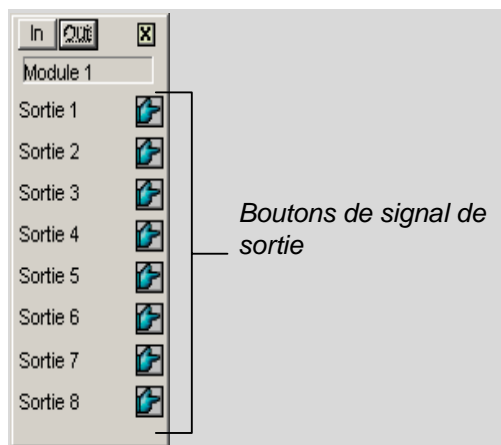 In Out X
Module 1
Sortie 1
Sortie 2
Sortie 3
Sortie 4
Sortie 5
Sortie 6
Sortie 7
Sortie 8
Boutons de signal de
sortie